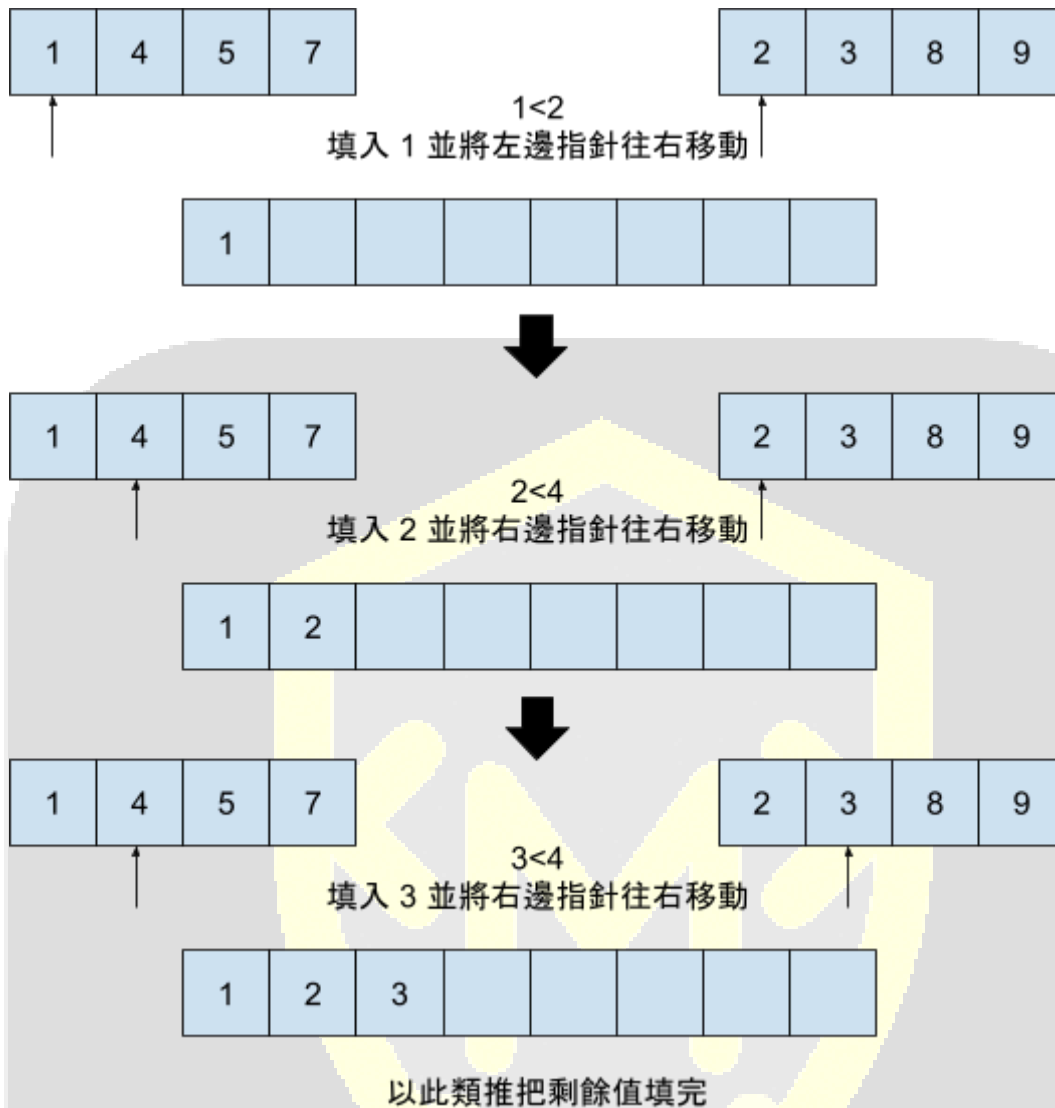 1 4 5 7 2 3 8 9
1<2
填入 1 並將左邊指針往右移動
1
1 4 5 7 2 3 8 9
2<4
填入 2 並將右邊指針往右移動
1 2
1 4 5 7 2 3 8 9
3<4
填入 3 並將右邊指針往右移動
1 2 3
以此類推把剩餘值填完